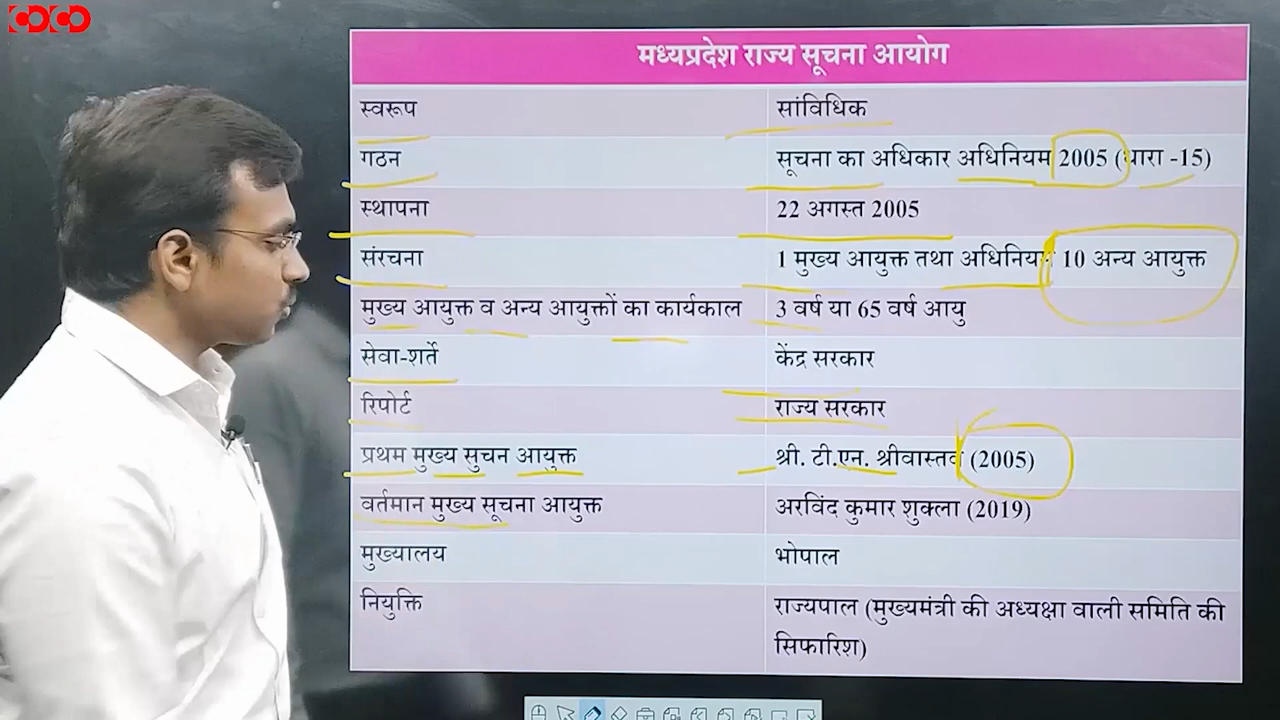 मध्यप्रदेश राज्य सूचना आयोग
स्वरूप सांविधिक
गठन सूचना का अधिकार अधिनियम 2005 (धारा -15)
स्थापना 22 अगस्त 2005
संरचना 1 मुख्य आयुक्त तथा अधिनियम 10 अन्य आयुक्त
मुख्य आयुक्त व अन्य आयुक्तों का कार्यकाल 3 वर्ष या 65 वर्ष आयु
सेवा-शर्ते केंद्र सरकार
रिपोर्ट राज्य सरकार
प्रथम मुख्य सुचन आयुक्त श्री. टी.एन. श्रीवास्तव (2005)
वर्तमान मुख्य सूचना आयुक्त अरविंद कुमार शुक्ला (2019)
मुख्यालय भोपाल
नियुक्ति राज्यपाल (मुख्यमंत्री की अध्यक्षा वाली समिति की
सिफारिश)